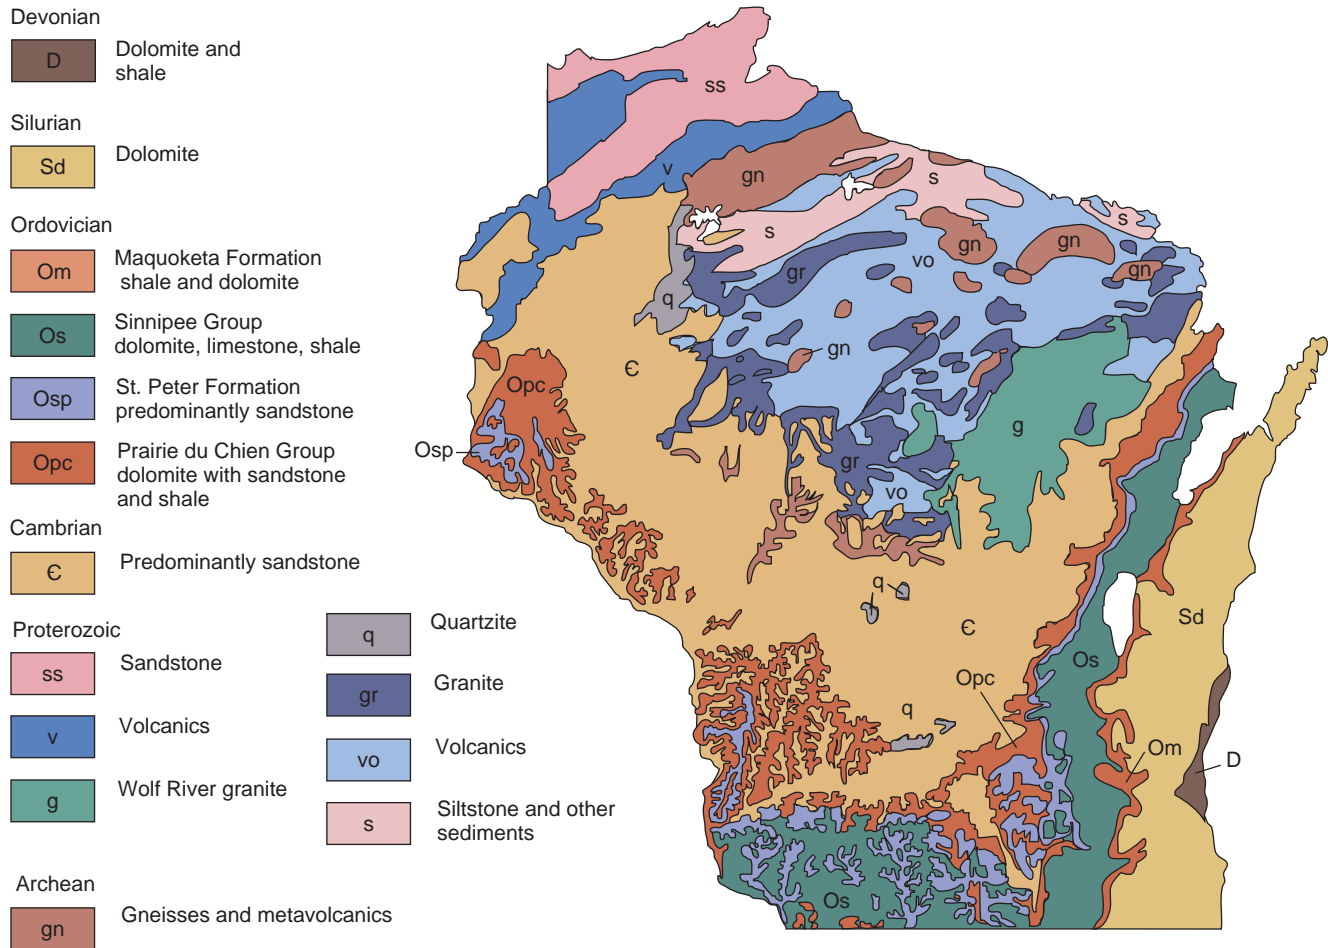 Devonian
D
Dolomite and
shale
Silurian
Sd
Dolomite
Ordovician
Om
Maquoketa Formation
shale and dolomite
Os
Sinnipee Group
dolomite, limestone, shale
Osp
St. Peter Formation
predominantly sandstone
Opc
Prairie du Chien Group
dolomite with sandstone
and shale
Cambrian
Є
Predominantly sandstone
Proterozoic
ss
Sandstone
v
Volcanics
g
Wolf River granite
q
Quartzite
gr
Granite
vo
Volcanics
s
Siltstone and other
sediments
Archean
gn
Gneisses and metavolcanics
ss
v
gn
s
s
s
gn
gn
gn
vo
gr
q
gn
Є
Opc
Osp
g
gr
vo
q
Є
Sd
Os
Opc
q
Om
D
Os